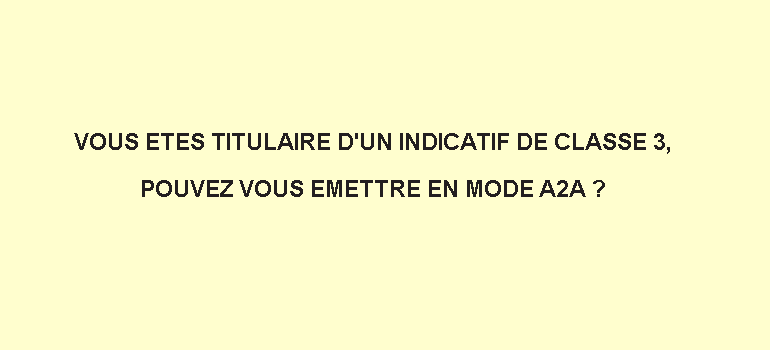 VOUS ETES TITULAIRE D'UN INDICATIF DE CLASSE 3,
POUVEZ VOUS EMETTRE EN MODE A2A ?